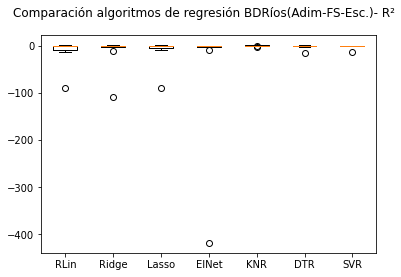 Comparación algoritmos de regresión BDRíos(Adim-FS-Esc.)- R²
0
−100
−200
−300
−400
RLin Ridge Lasso ElNet KNR DTR SVR